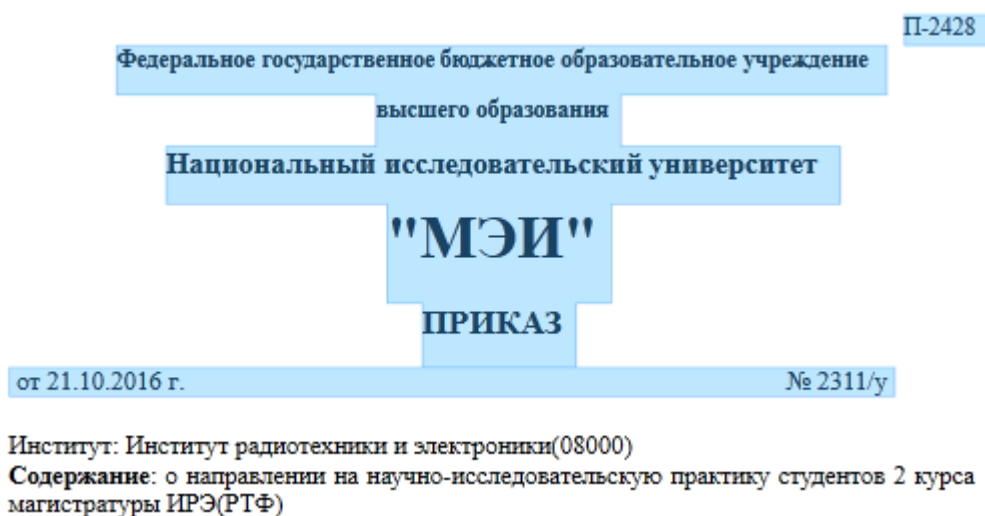 П-2428
Федеральное государственное бюджетное образовательное учреждение
высшего образования
Национальный исследовательский университет
"МЭИ"
ПРИКАЗ
от 21.10.2016 г. № 2311/у
Институт: Институт радиотехники и электроники(08000)
Содержание: о направлении на научно-исследовательскую практику студентов 2 курса
магистратуры ИРЭ(РТФ)